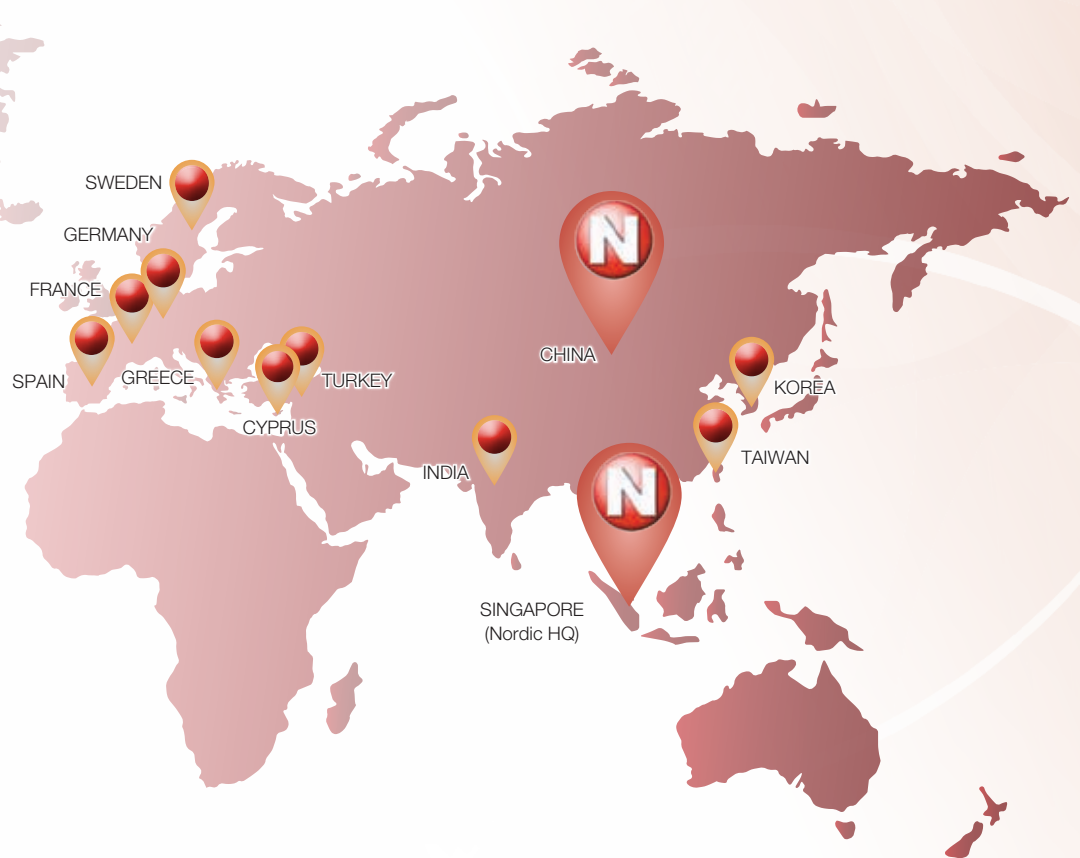 SWEDEN
GERMANY
FRANCE
SPAIN
GREECE
TURKEY
CYPRUS
INDIA
N
CHINA
KOREA
TAIWAN
N
SINGAPORE
(Nordic HQ)